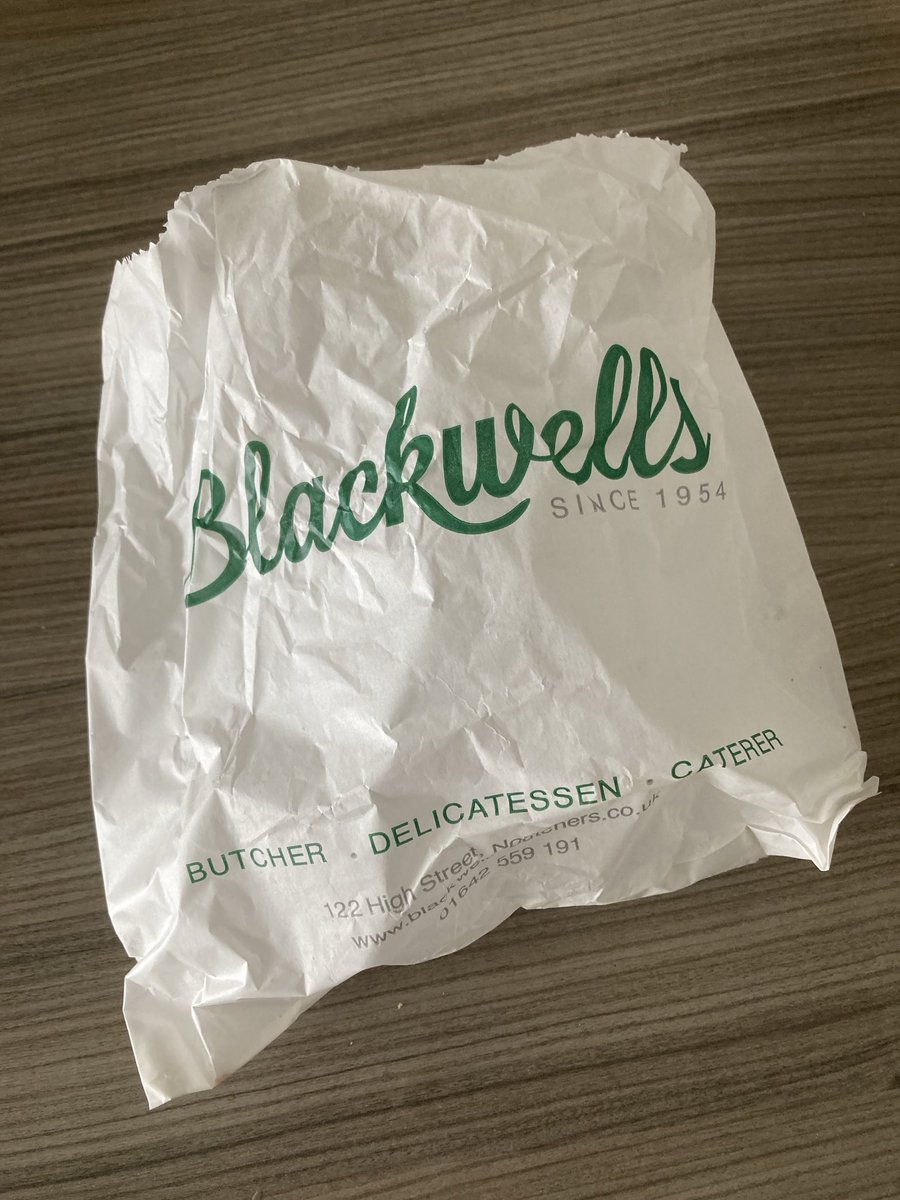 Blackwells
SINCE 1954
BUTCHER · DELICATESSEN · CATERER
122 High Street,
01642 559 191